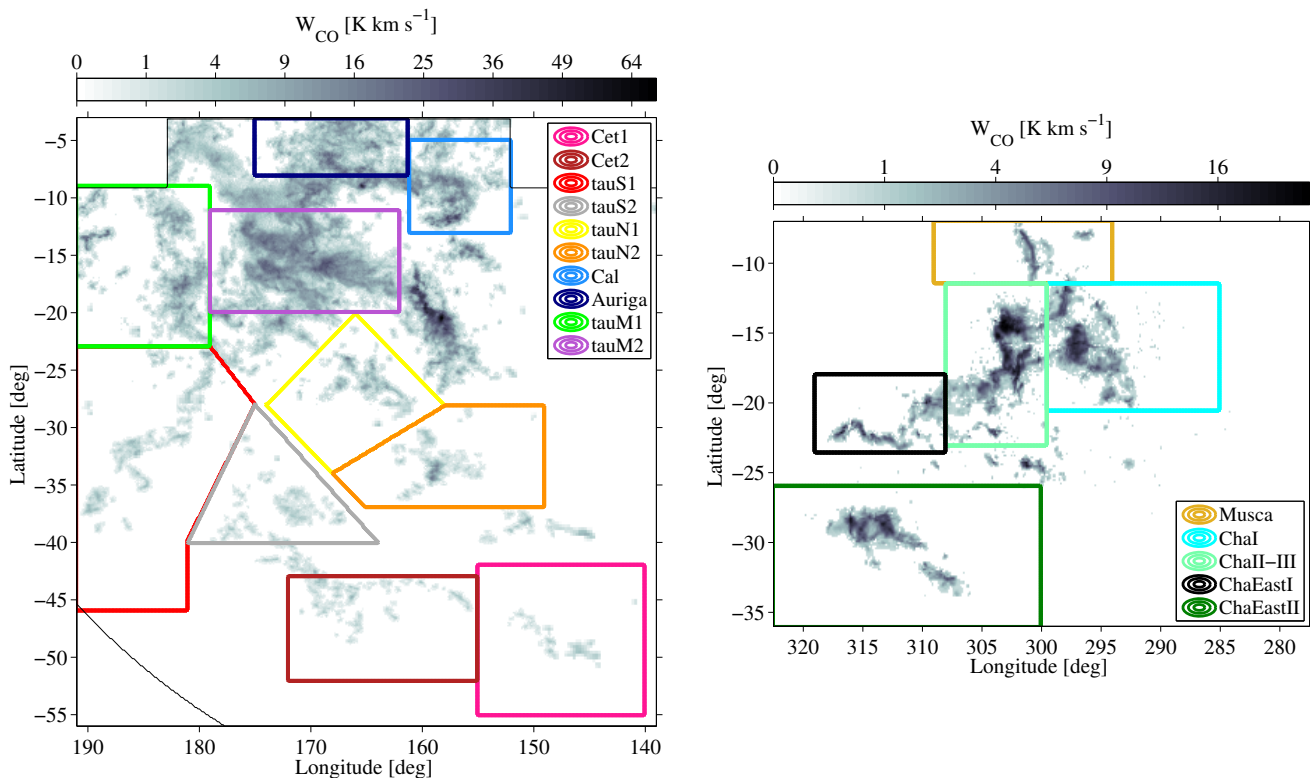 W_CO [K km s⁻¹]
0 1 4 9 16 25 36 49 64
−5
−10
−15
−20
−25
−30
−35
−40
−45
−50
−55
Latitude [deg]
Cet1
Cet2
tauS1
tauS2
tauN1
tauN2
Cal
Auriga
tauM1
tauM2
190 180 170 160 150 140
Longitude [deg]
W_CO [K km s⁻¹]
0 1 4 9 16
−10
−15
−20
−25
−30
−35
Latitude [deg]
Musca
ChaI
ChaII−III
ChaEastI
ChaEastII
320 315 310 305 300 295 290 285 280
Longitude [deg]